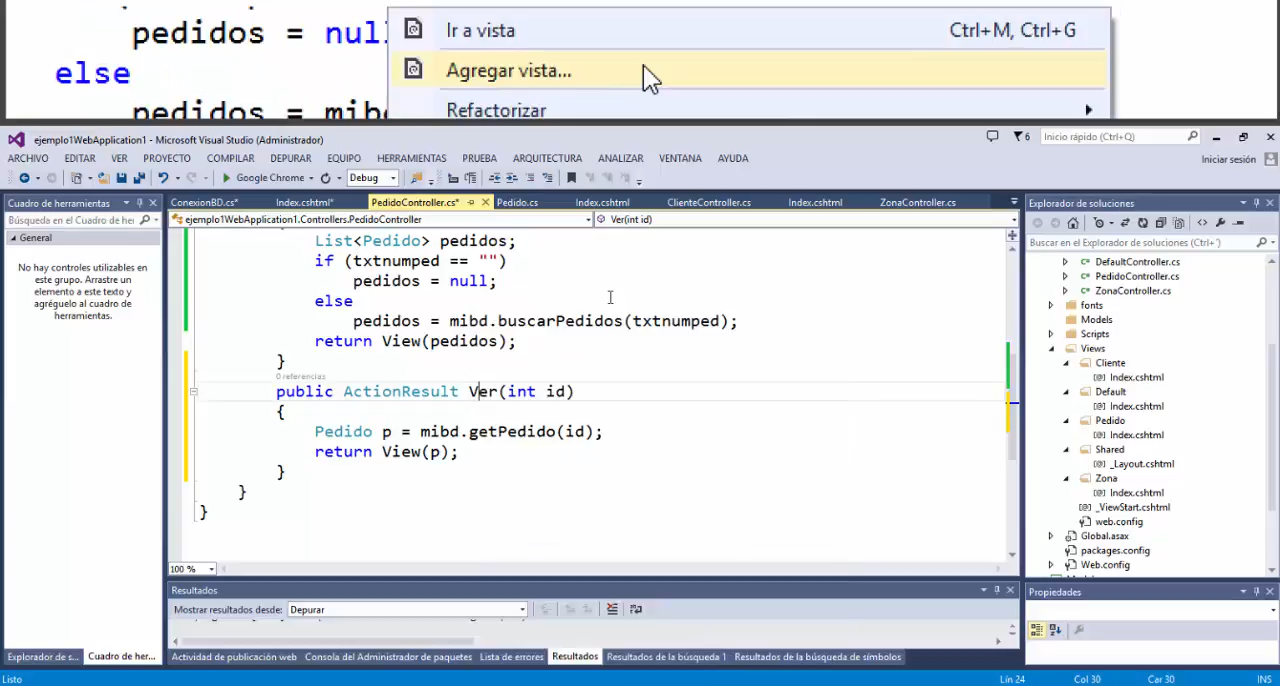 pedidos = null
else
pedidos = mibd
Ir a vista Ctrl+M, Ctrl+G
Agregar vista...
Refactorizar
ejemplo1WebApplication1 - Microsoft Visual Studio (Administrador)
6
Inicio rápido (Ctrl+Q)
ARCHIVO EDITAR VER PROYECTO COMPILAR DEPURAR EQUIPO HERRAMIENTAS PRUEBA ARQUITECTURA ANALIZAR VENTANA AYUDA
Iniciar sesión
Google Chrome
Debug
Cuadro de herramientas
Búsqueda en el Cuadro de her
General
No hay controles utilizables en
este grupo. Arrastre un
elemento a este texto y
agréguelo al cuadro de
herramientas.
ConexionBD.cs* Index.cshtml* PedidoController.cs* Pedido.cs Index.cshtml ClienteController.cs Index.cshtml ZonaController.cs
ejemplo1WebApplication1.Controllers.PedidoController
Ver(int id)
List<Pedido> pedidos;
if (txtnumped == "")
pedidos = null;
else
pedidos = mibd.buscarPedidos(txtnumped);
return View(pedidos);
}
0 referencias
public ActionResult Ver(int id)
{
Pedido p = mibd.getPedido(id);
return View(p);
}
}
}
100 %
Resultados
Mostrar resultados desde: Depurar
Explorador de s... Cuadro de her...
Actividad de publicación web Consola del Administrador de paquetes Lista de errores Resultados Resultados de la búsqueda 1 Resultados de la búsqueda de símbolos
Explorador de soluciones
Buscar en el Explorador de soluciones (Ctrl+´)
DefaultController.cs
PedidoController.cs
ZonaController.cs
fonts
Models
Scripts
Views
Cliente
Index.cshtml
Default
Index.cshtml
Pedido
Index.cshtml
Shared
_Layout.cshtml
Zona
Index.cshtml
_ViewStart.cshtml
web.config
Global.asax
packages.config
Web.config
Propiedades
Listo
Lín 24 Col 30 Car 30 INS